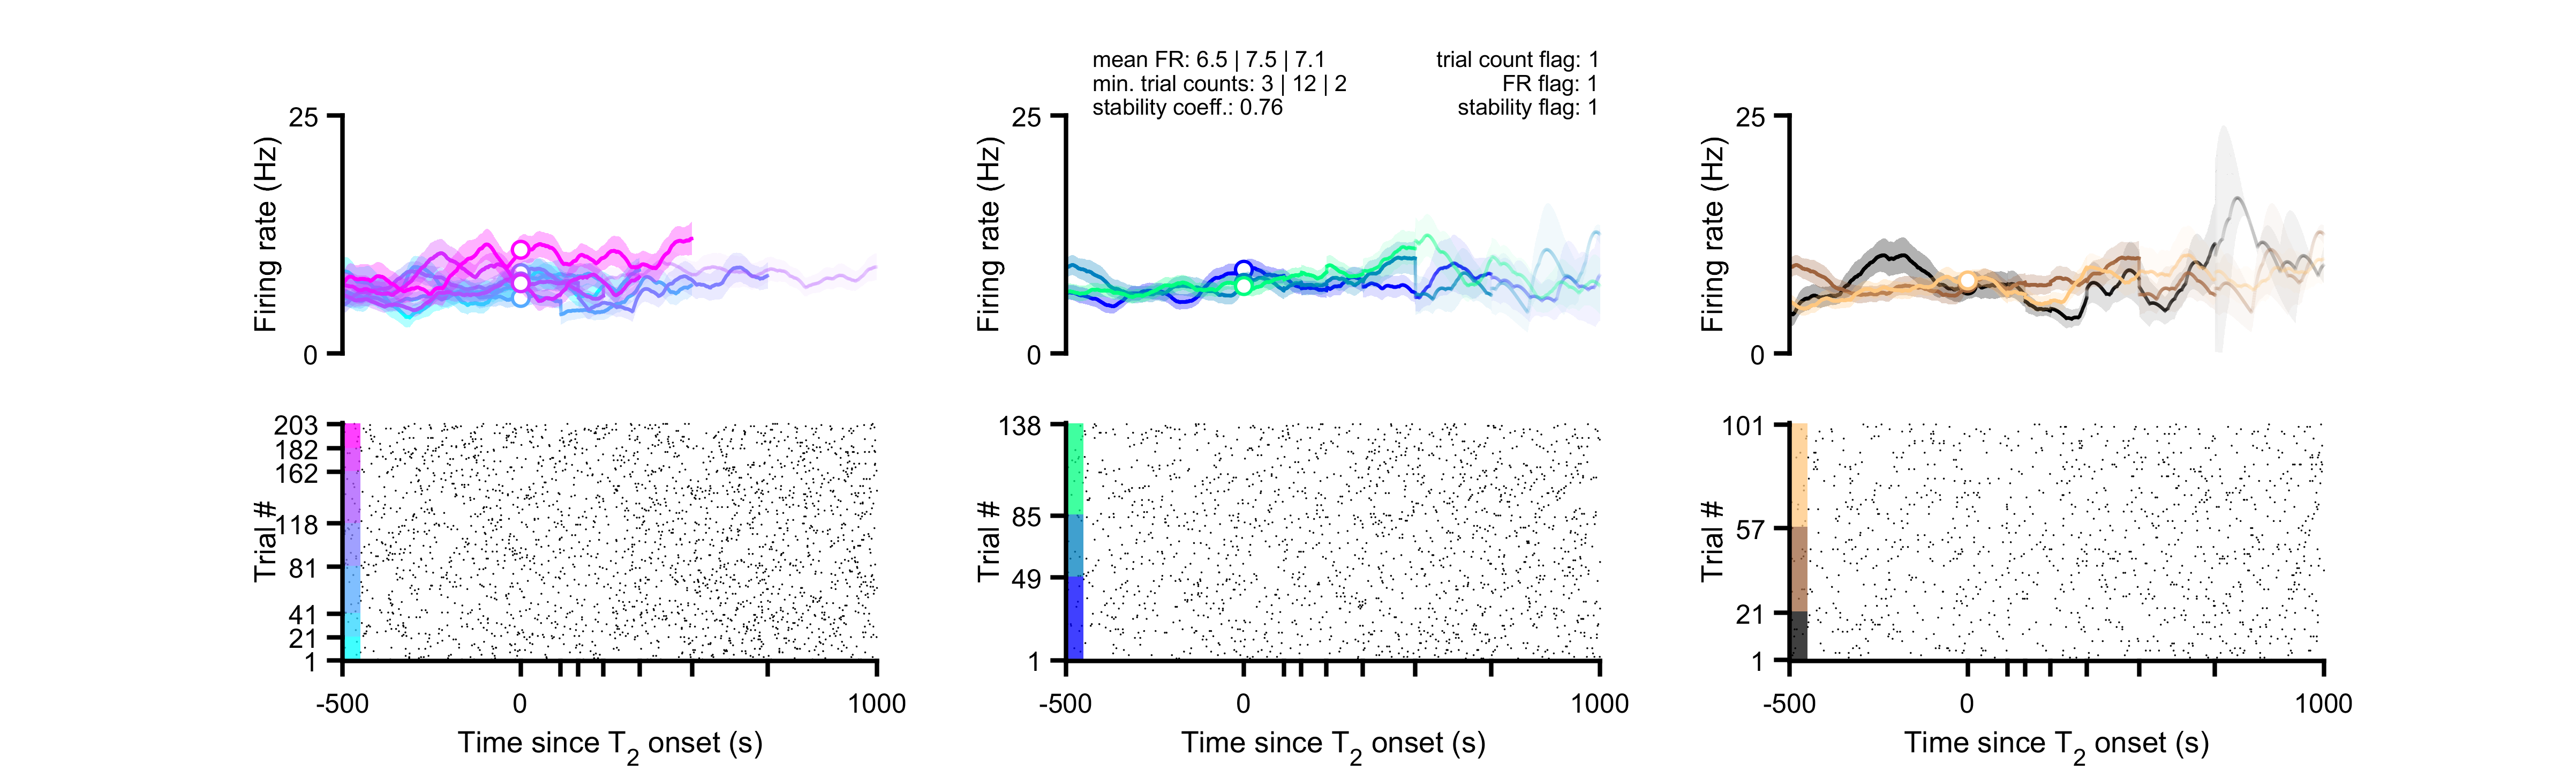 mean FR: 6.5 | 7.5 | 7.1
min. trial counts: 3 | 12 | 2
stability coeff.: 0.76
trial count flag: 1
FR flag: 1
stability flag: 1
25
0
Firing rate (Hz)
25
0
Firing rate (Hz)
25
0
Firing rate (Hz)
203
182
162
118
81
41
21
1
Trial #
-500
0
1000
Time since T2 onset (s)
138
85
49
1
Trial #
-500
0
1000
Time since T2 onset (s)
101
57
21
1
Trial #
-500
0
1000
Time since T2 onset (s)